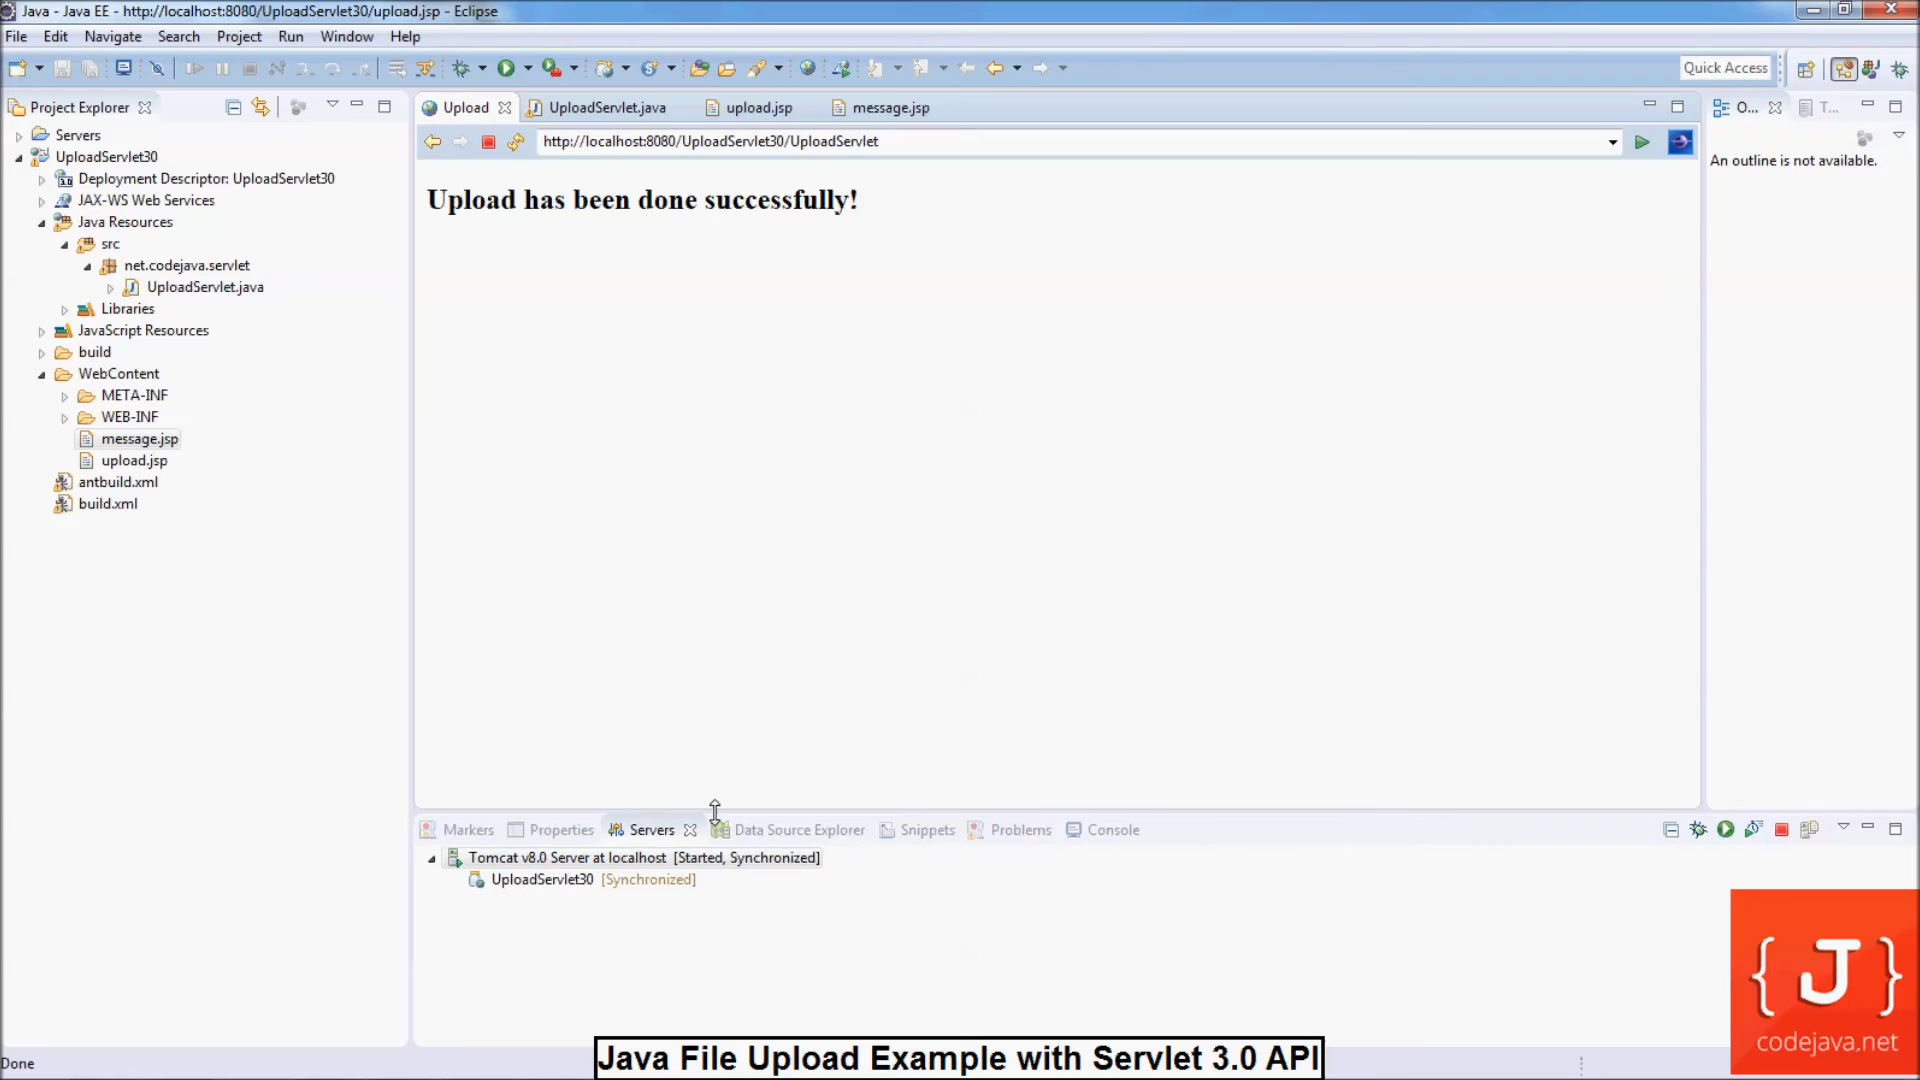 Java - Java EE - http://localhost:8080/UploadServlet30/upload.jsp - Eclipse
File Edit Navigate Search Project Run Window Help
Quick Access
Project Explorer
Servers
UploadServlet30
Deployment Descriptor: UploadServlet30
JAX-WS Web Services
Java Resources
src
net.codejava.servlet
UploadServlet.java
Libraries
JavaScript Resources
build
WebContent
META-INF
WEB-INF
message.jsp
upload.jsp
antbuild.xml
build.xml
Upload UploadServlet.java upload.jsp message.jsp
http://localhost:8080/UploadServlet30/UploadServlet
Upload has been done successfully!
O... T...
An outline is not available.
Markers Properties Servers Data Source Explorer Snippets Problems Console
Tomcat v8.0 Server at localhost [Started, Synchronized]
UploadServlet30 [Synchronized]
{ J }
codejava.net
Done
Java File Upload Example with Servlet 3.0 API